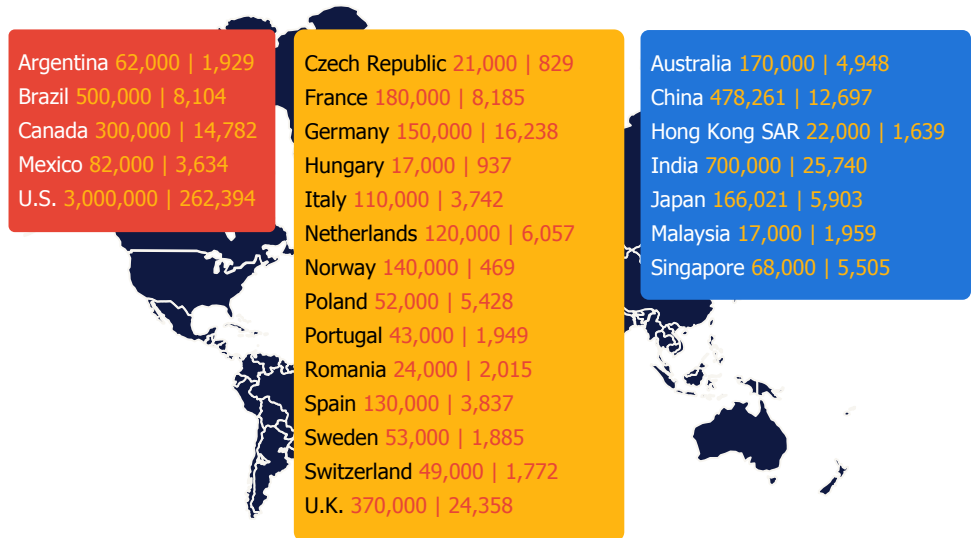 Argentina 62,000 | 1,929
Brazil 500,000 | 8,104
Canada 300,000 | 14,782
Mexico 82,000 | 3,634
U.S. 3,000,000 | 262,394
Czech Republic 21,000 | 829
France 180,000 | 8,185
Germany 150,000 | 16,238
Hungary 17,000 | 937
Italy 110,000 | 3,742
Netherlands 120,000 | 6,057
Norway 140,000 | 469
Poland 52,000 | 5,428
Portugal 43,000 | 1,949
Romania 24,000 | 2,015
Spain 130,000 | 3,837
Sweden 53,000 | 1,885
Switzerland 49,000 | 1,772
U.K. 370,000 | 24,358
Australia 170,000 | 4,948
China 478,261 | 12,697
Hong Kong SAR 22,000 | 1,639
India 700,000 | 25,740
Japan 166,021 | 5,903
Malaysia 17,000 | 1,959
Singapore 68,000 | 5,505